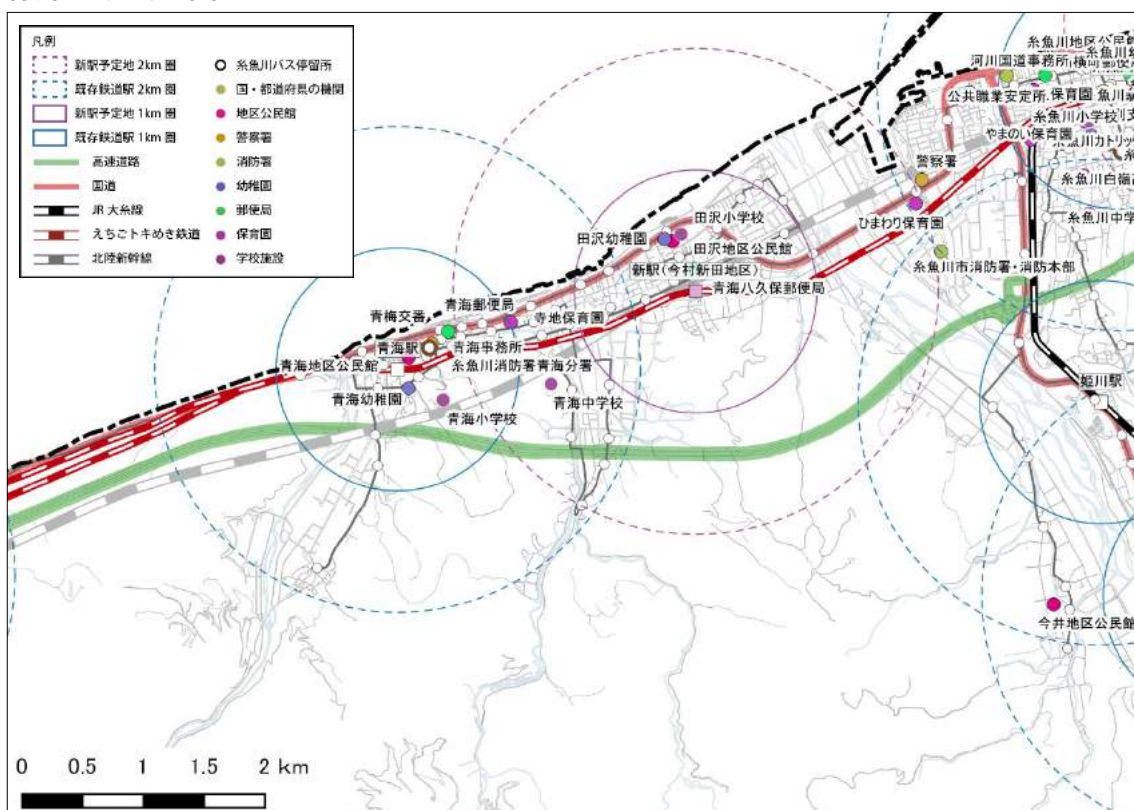 凡例
新駅予定地 2km 圏
既存鉄道駅 2km 圏
新駅予定地 1km 圏
既存鉄道駅 1km 圏
高速道路
国道
JR 大糸線
えちごトキめき鉄道
北陸新幹線
糸魚川バス停留所
国・都道府県の機関
地区公民館
警察署
消防署
幼稚園
郵便局
保育園
学校施設
糸魚川地区公民館
河川国道事務所
公共職業安定所
保育園
糸魚川小学校
やまのい保育園
糸魚川カトリッ
糸魚川白嶺高
糸魚川中学
警察署
ひまわり保育園
糸魚川市消防署・消防本部
田沢小学校
田沢幼稚園
田沢地区公民館
新駅(今村新田地区)
青海八久保郵便局
青海郵便局
寺地保育園
青梅交番
青海駅
青海事務所
青海地区公民館
糸魚川消防署青海分署
青海幼稚園
青海小学校
青海中学校
姫川駅
今井地区公民館
0 0.5 1 1.5 2 km